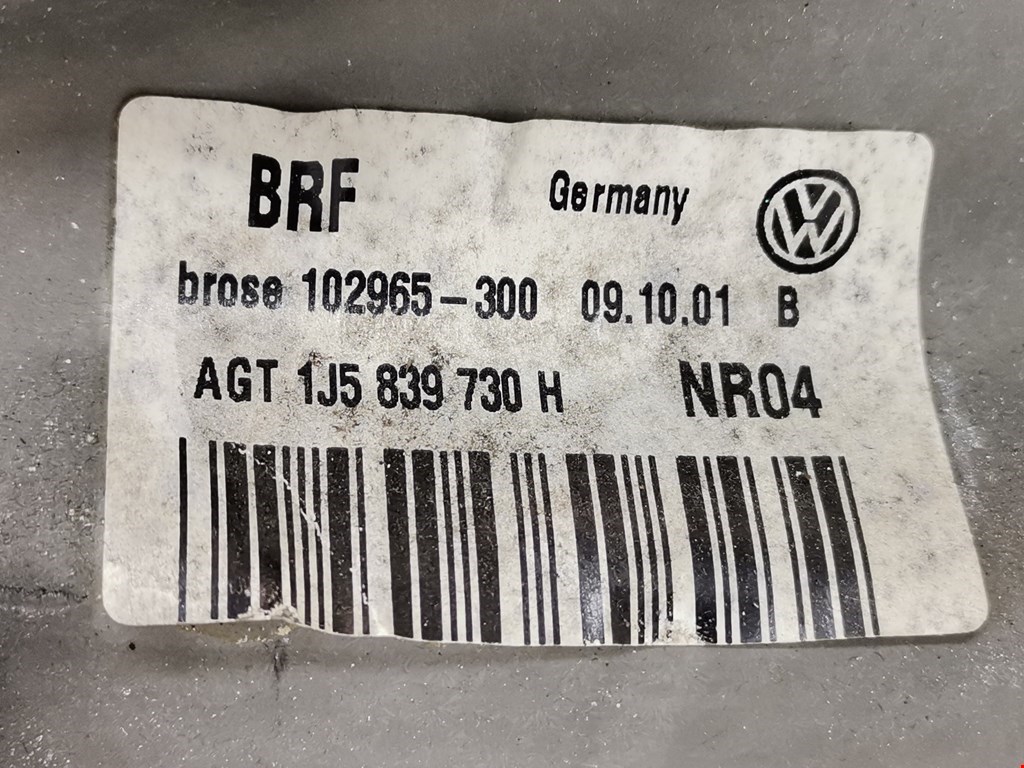 BRF Germany
brose 102965-300 09.10.01 B
AGT 1J5 839 730 H NR04